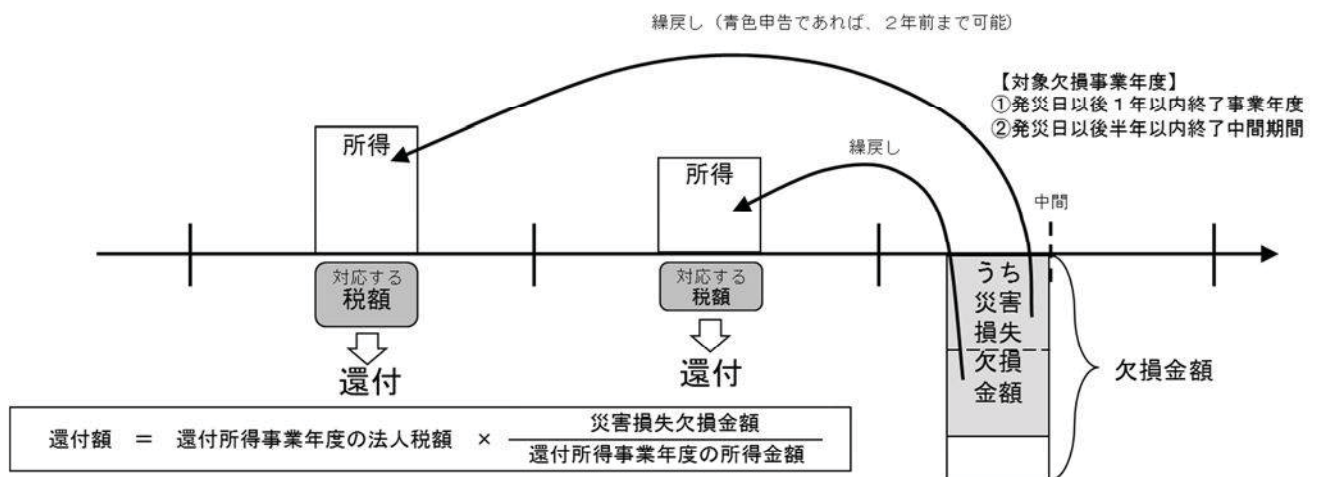 繰戻し（青色申告であれば、２年前まで可能）
【対象欠損事業年度】
①発災日以後１年以内終了事業年度
②発災日以後半年以内終了中間期間
繰戻し
所得
所得
中間
対応する
税額
対応する
税額
還付
還付
うち
災害
損失
欠損
金額
欠損金額
還付額 ＝ 還付所得事業年度の法人税額 × 災害損失欠損金額
還付所得事業年度の所得金額